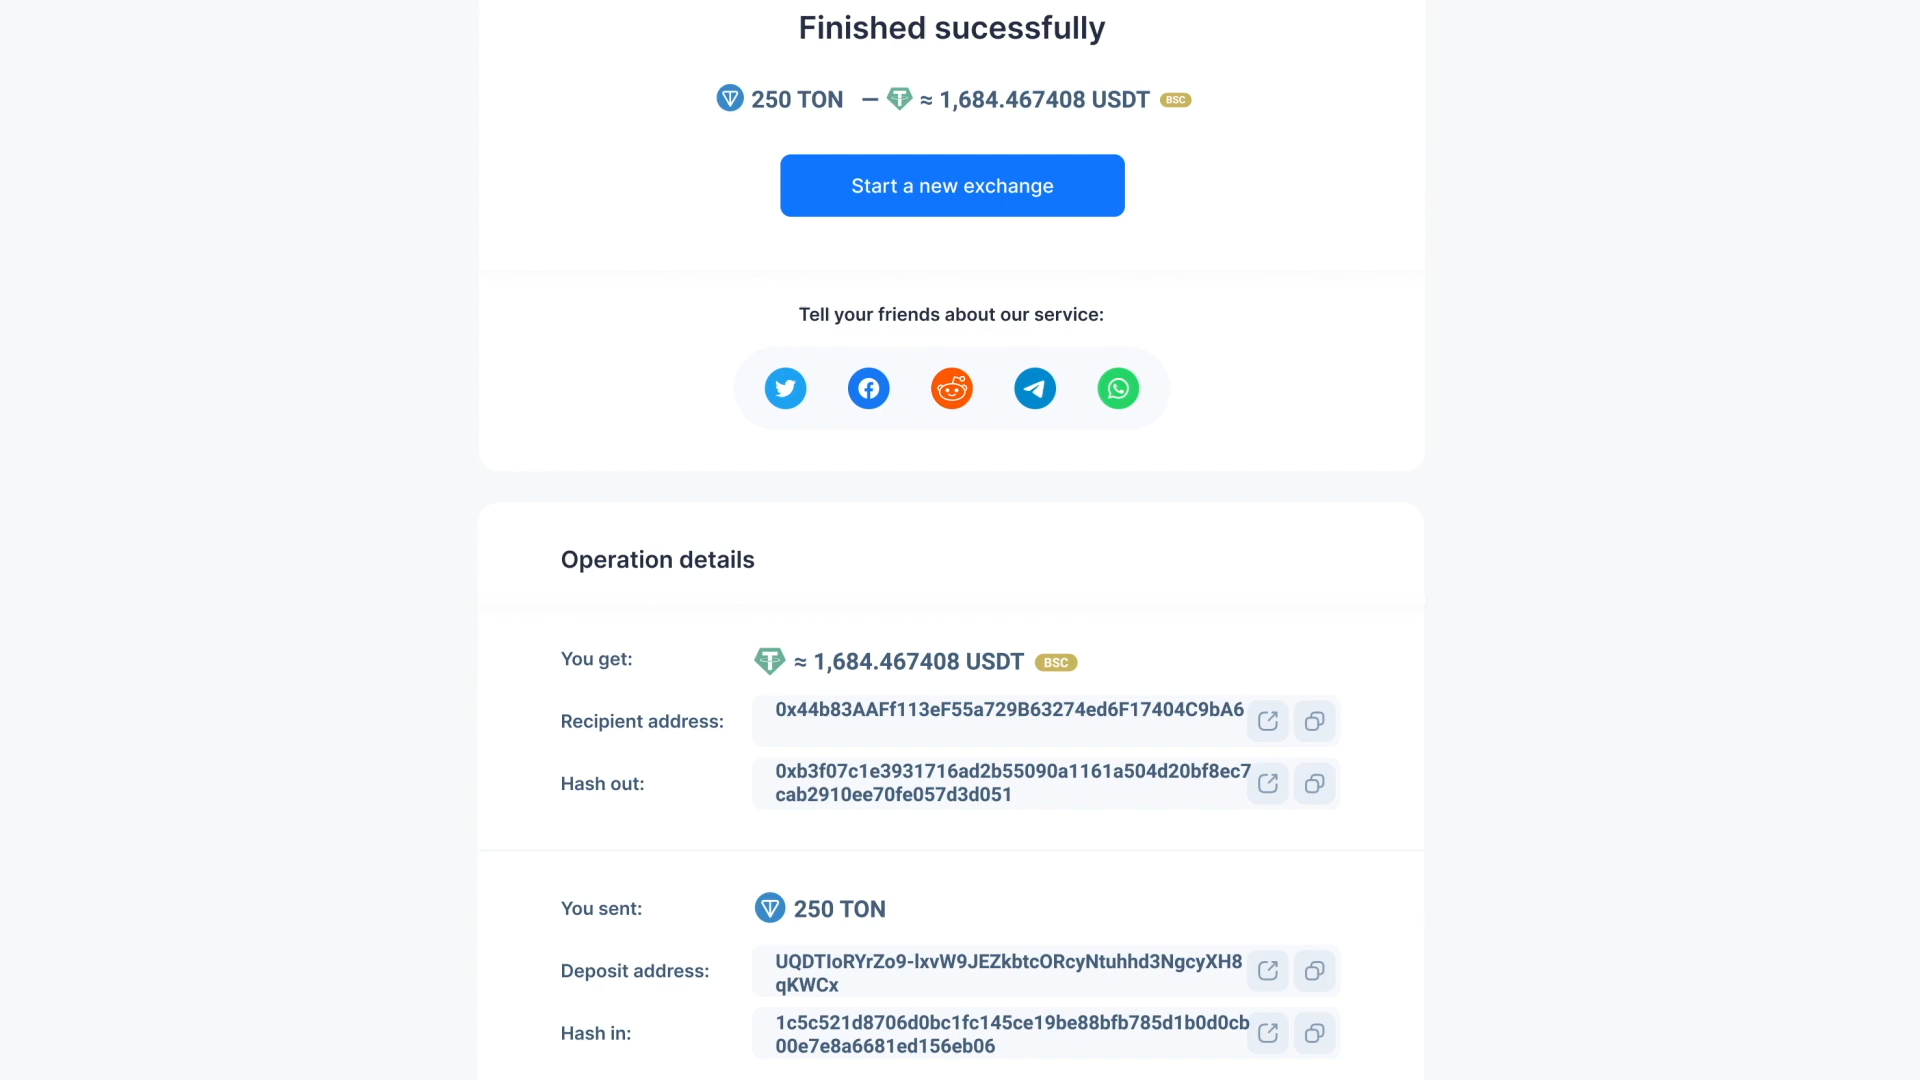 Finished sucessfully
250 TON — ≈ 1,684.467408 USDT BSC
Start a new exchange
Tell your friends about our service:
Operation details
You get: ≈ 1,684.467408 USDT BSC
Recipient address: 0x44b83AAFf113eF55a729B63274ed6F17404C9bA6
Hash out: 0xb3f07c1e3931716ad2b55090a1161a504d20bf8ec7
cab2910ee70fe057d3d051
You sent: 250 TON
Deposit address: UQDTIoRYrZo9-lxvW9JEZkbtcORcyNtuhhd3NgcyXH8
qKWCx
Hash in: 1c5c521d8706d0bc1fc145ce19be88bfb785d1b0d0cb
00e7e8a6681ed156eb06